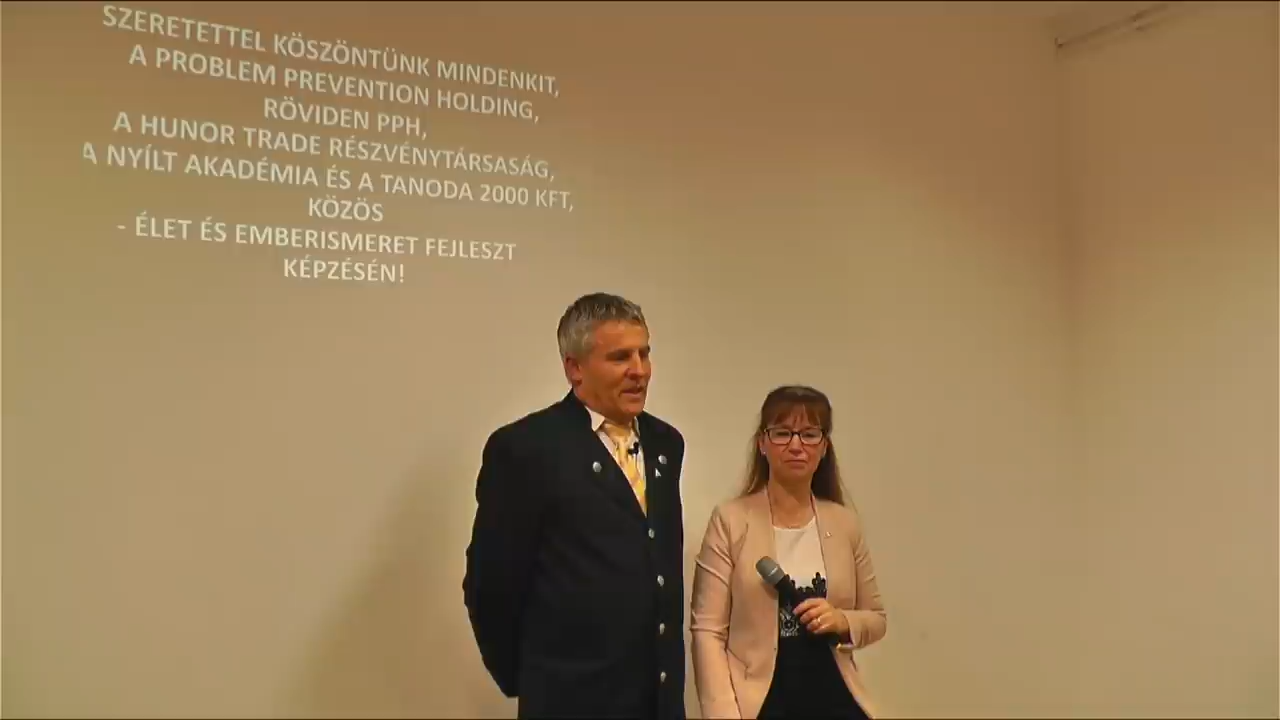 SZERETETTEL KÖSZÖNTÜNK MINDENKIT,
A PROBLEM PREVENTION HOLDING,
RÖVIDEN PPH,
A HUNOR TRADE RÉSZVÉNYTÁRSASÁG,
A NYÍLT AKADÉMIA ÉS A TANODA 2000 KFT,
KÖZÖS
- ÉLET ÉS EMBERISMERET FEJLESZT
KÉPZÉSÉN!